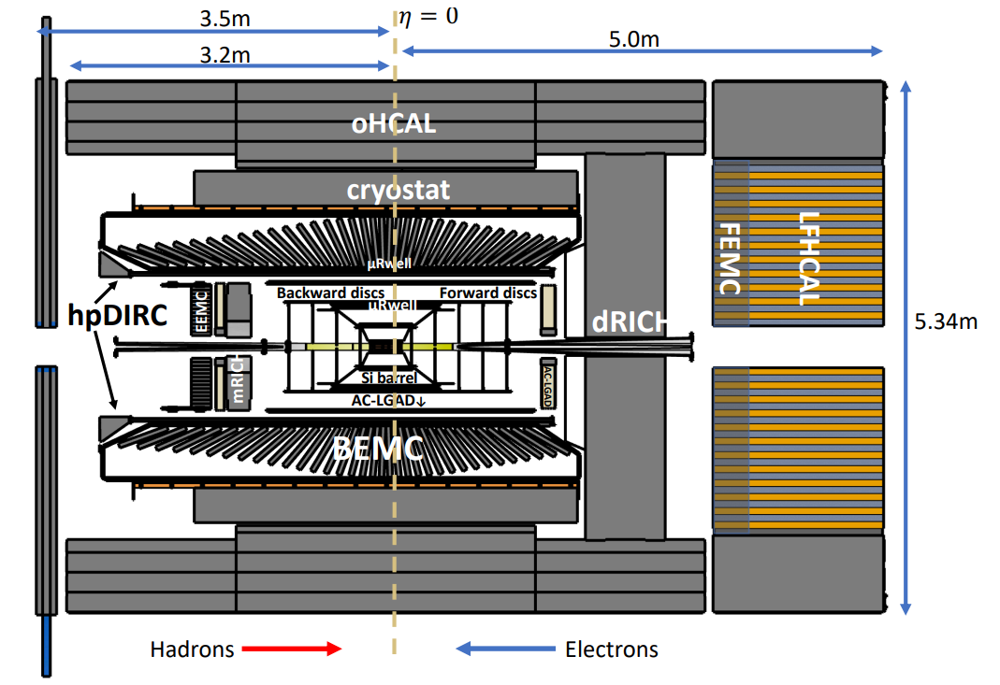 3.5m
η = 0
3.2m
5.0m
oHCAL
cryostat
μRwell
Backward discs
Forward discs
μRwell
hpDIRC
EEMC
mRICH
Si barrel
AC-LGAD↓
AC-LGAD
BEMC
dRICH
FEMC
LFHCAL
5.34m
Hadrons
Electrons